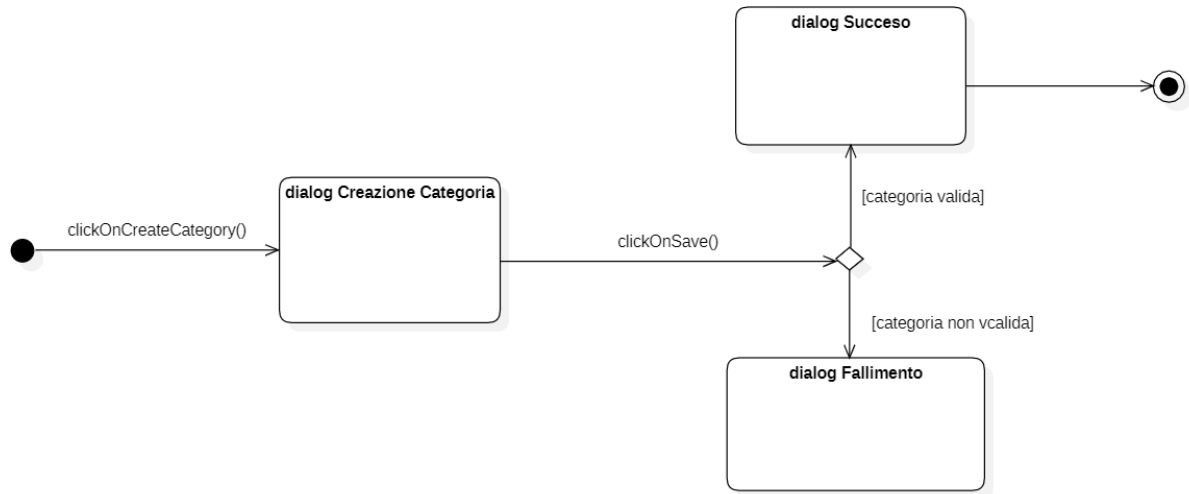 dialog Succeso
dialog Creazione Categoria
[categoria valida]
clickOnCreateCategory()
clickOnSave()
[categoria non vcalida]
dialog Fallimento